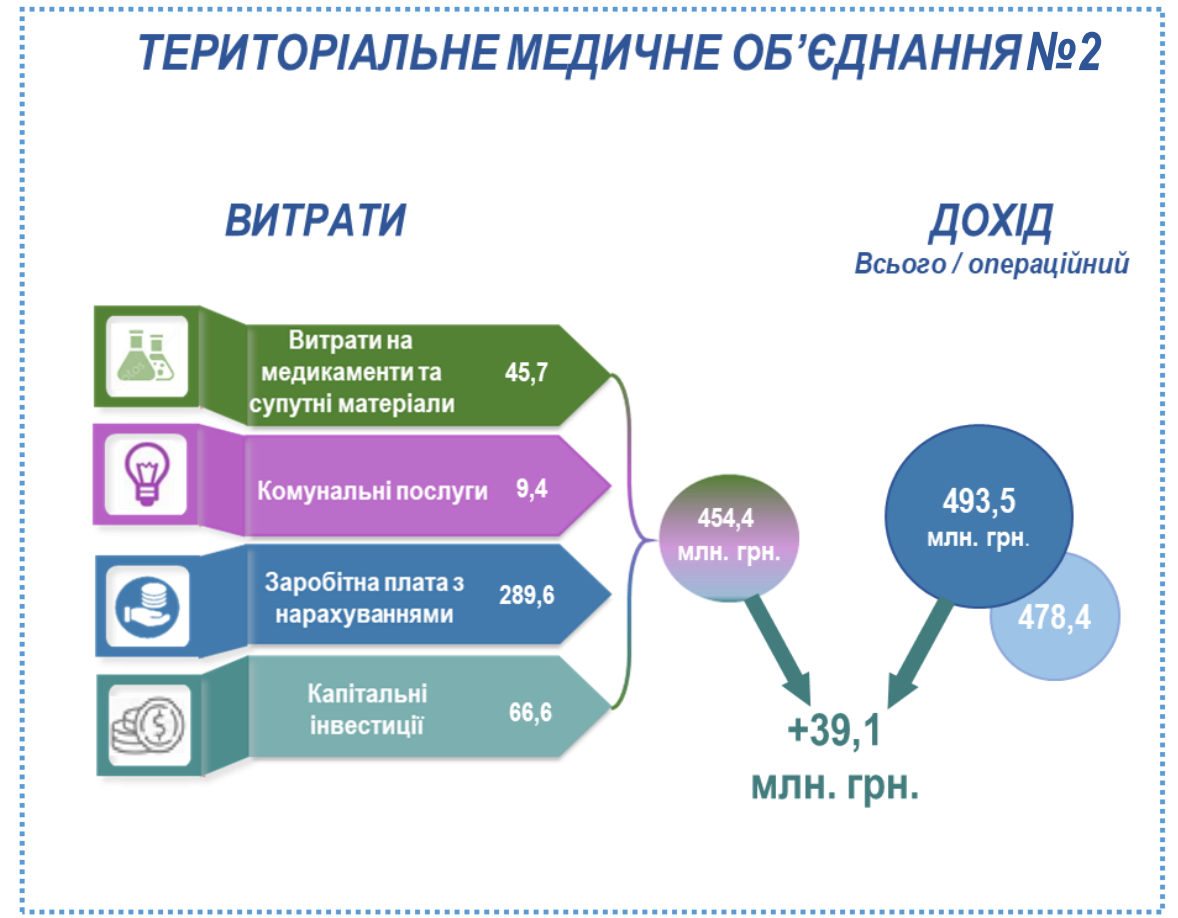 ТЕРИТОРІАЛЬНЕ МЕДИЧНЕ ОБ’ЄДНАННЯ №2
ВИТРАТИ
ДОХІД
Всього / операційний
Витрати на
медикаменти та
супутні матеріали
45,7
Комунальні послуги
9,4
Заробітна плата з
нарахуваннями
289,6
Капітальні
інвестиції
66,6
454,4
млн. грн.
493,5
млн. грн.
478,4
+39,1
млн. грн.